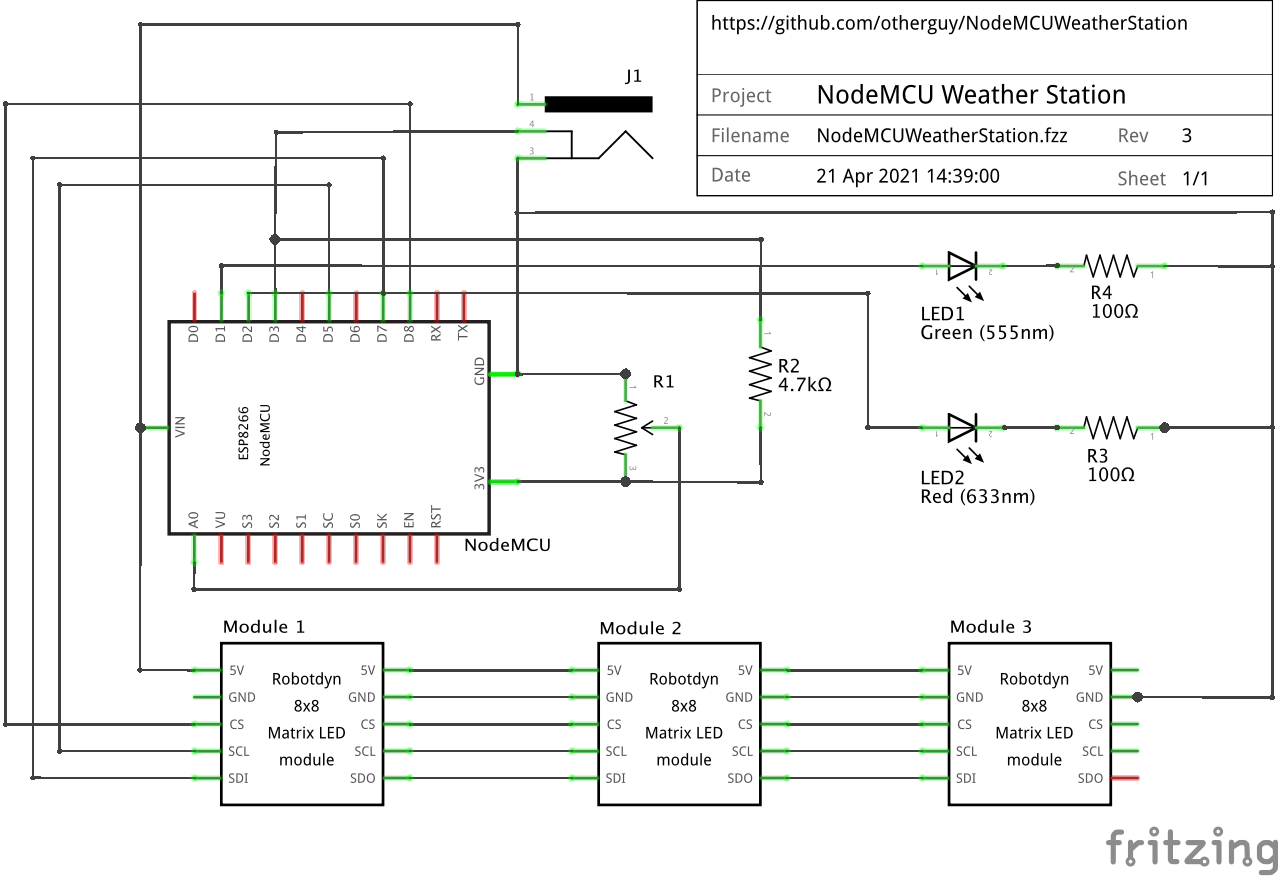 https://github.com/otherguy/NodeMCUWeatherStation
Project NodeMCU Weather Station
Filename NodeMCUWeatherStation.fzz Rev 3
Date 21 Apr 2021 14:39:00 Sheet 1/1
J1
1
4
3
D0 D1 D2 D3 D4 D5 D6 D7 D8 RX TX
GND
VIN
ESP8266
NodeMCU
3V3
A0 VU S3 S2 S1 SC S0 SK EN RST
NodeMCU
R1
1
2
3
R2
4.7kΩ
1
2
1 2
LED1
Green (555nm)
2 1
R4
100Ω
1 2
LED2
Red (633nm)
2 1
R3
100Ω
Module 1
5V 5V
GND GND
CS CS
SCL SCL
SDI SDO
Robotdyn
8x8
Matrix LED
module
Module 2
5V 5V
GND GND
CS CS
SCL SCL
SDI SDO
Robotdyn
8x8
Matrix LED
module
Module 3
5V 5V
GND GND
CS CS
SCL SCL
SDI SDO
Robotdyn
8x8
Matrix LED
module
fritzing